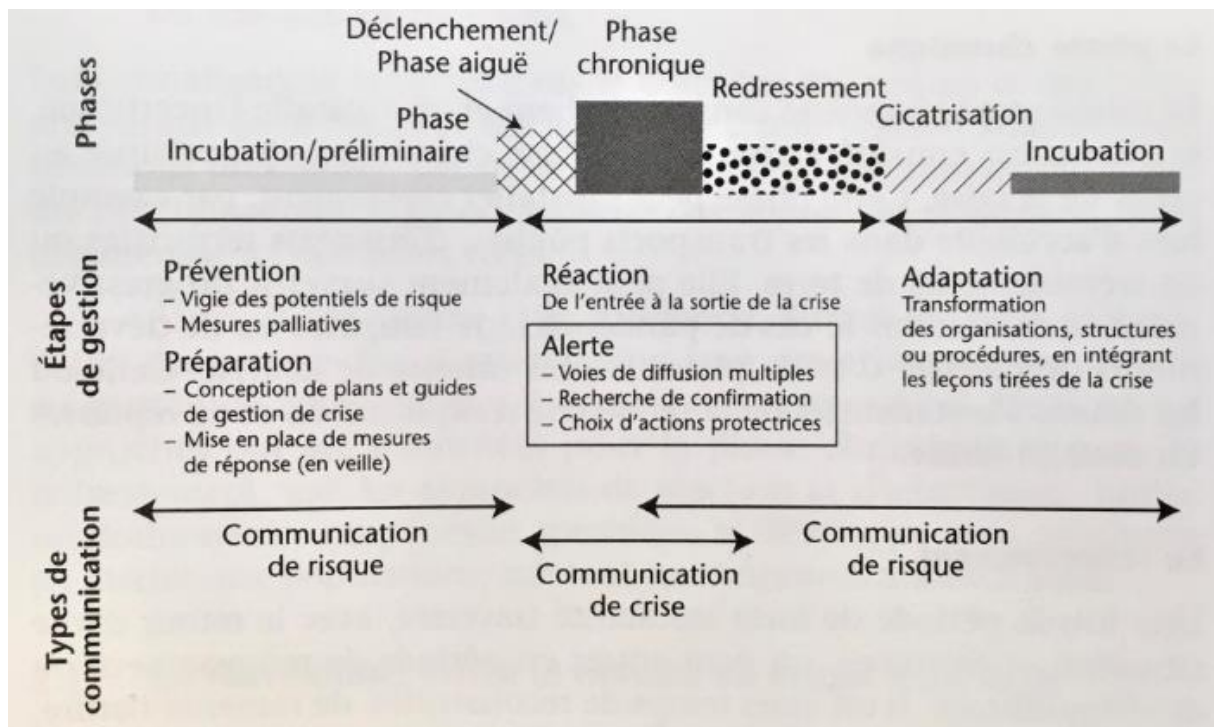 Phases
Déclenchement/
Phase aiguë
Phase
chronique
Redressement
Phase
Incubation/préliminaire
Cicatrisation
Incubation
Étapes
de gestion
Prévention
– Vigie des potentiels de risque
– Mesures palliatives
Préparation
– Conception de plans et guides
de gestion de crise
– Mise en place de mesures
de réponse (en veille)
Réaction
De l'entrée à la sortie de la crise
Alerte
– Voies de diffusion multiples
– Recherche de confirmation
– Choix d'actions protectrices
Adaptation
Transformation
des organisations, structures
ou procédures, en intégrant
les leçons tirées de la crise
Types de
communication
Communication
de risque
Communication
de crise
Communication
de risque